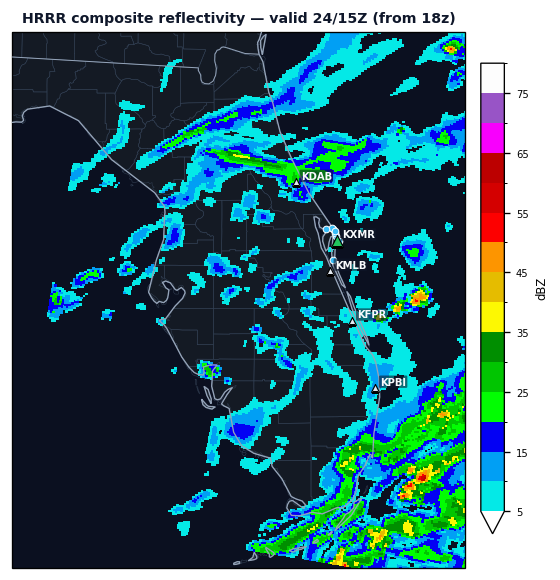 HRRR composite reflectivity — valid 24/15Z (from 18z)
KDAB
KXMR
KMLB
KFPR
KPBI
75
65
55
45
35
25
15
5
dBZ